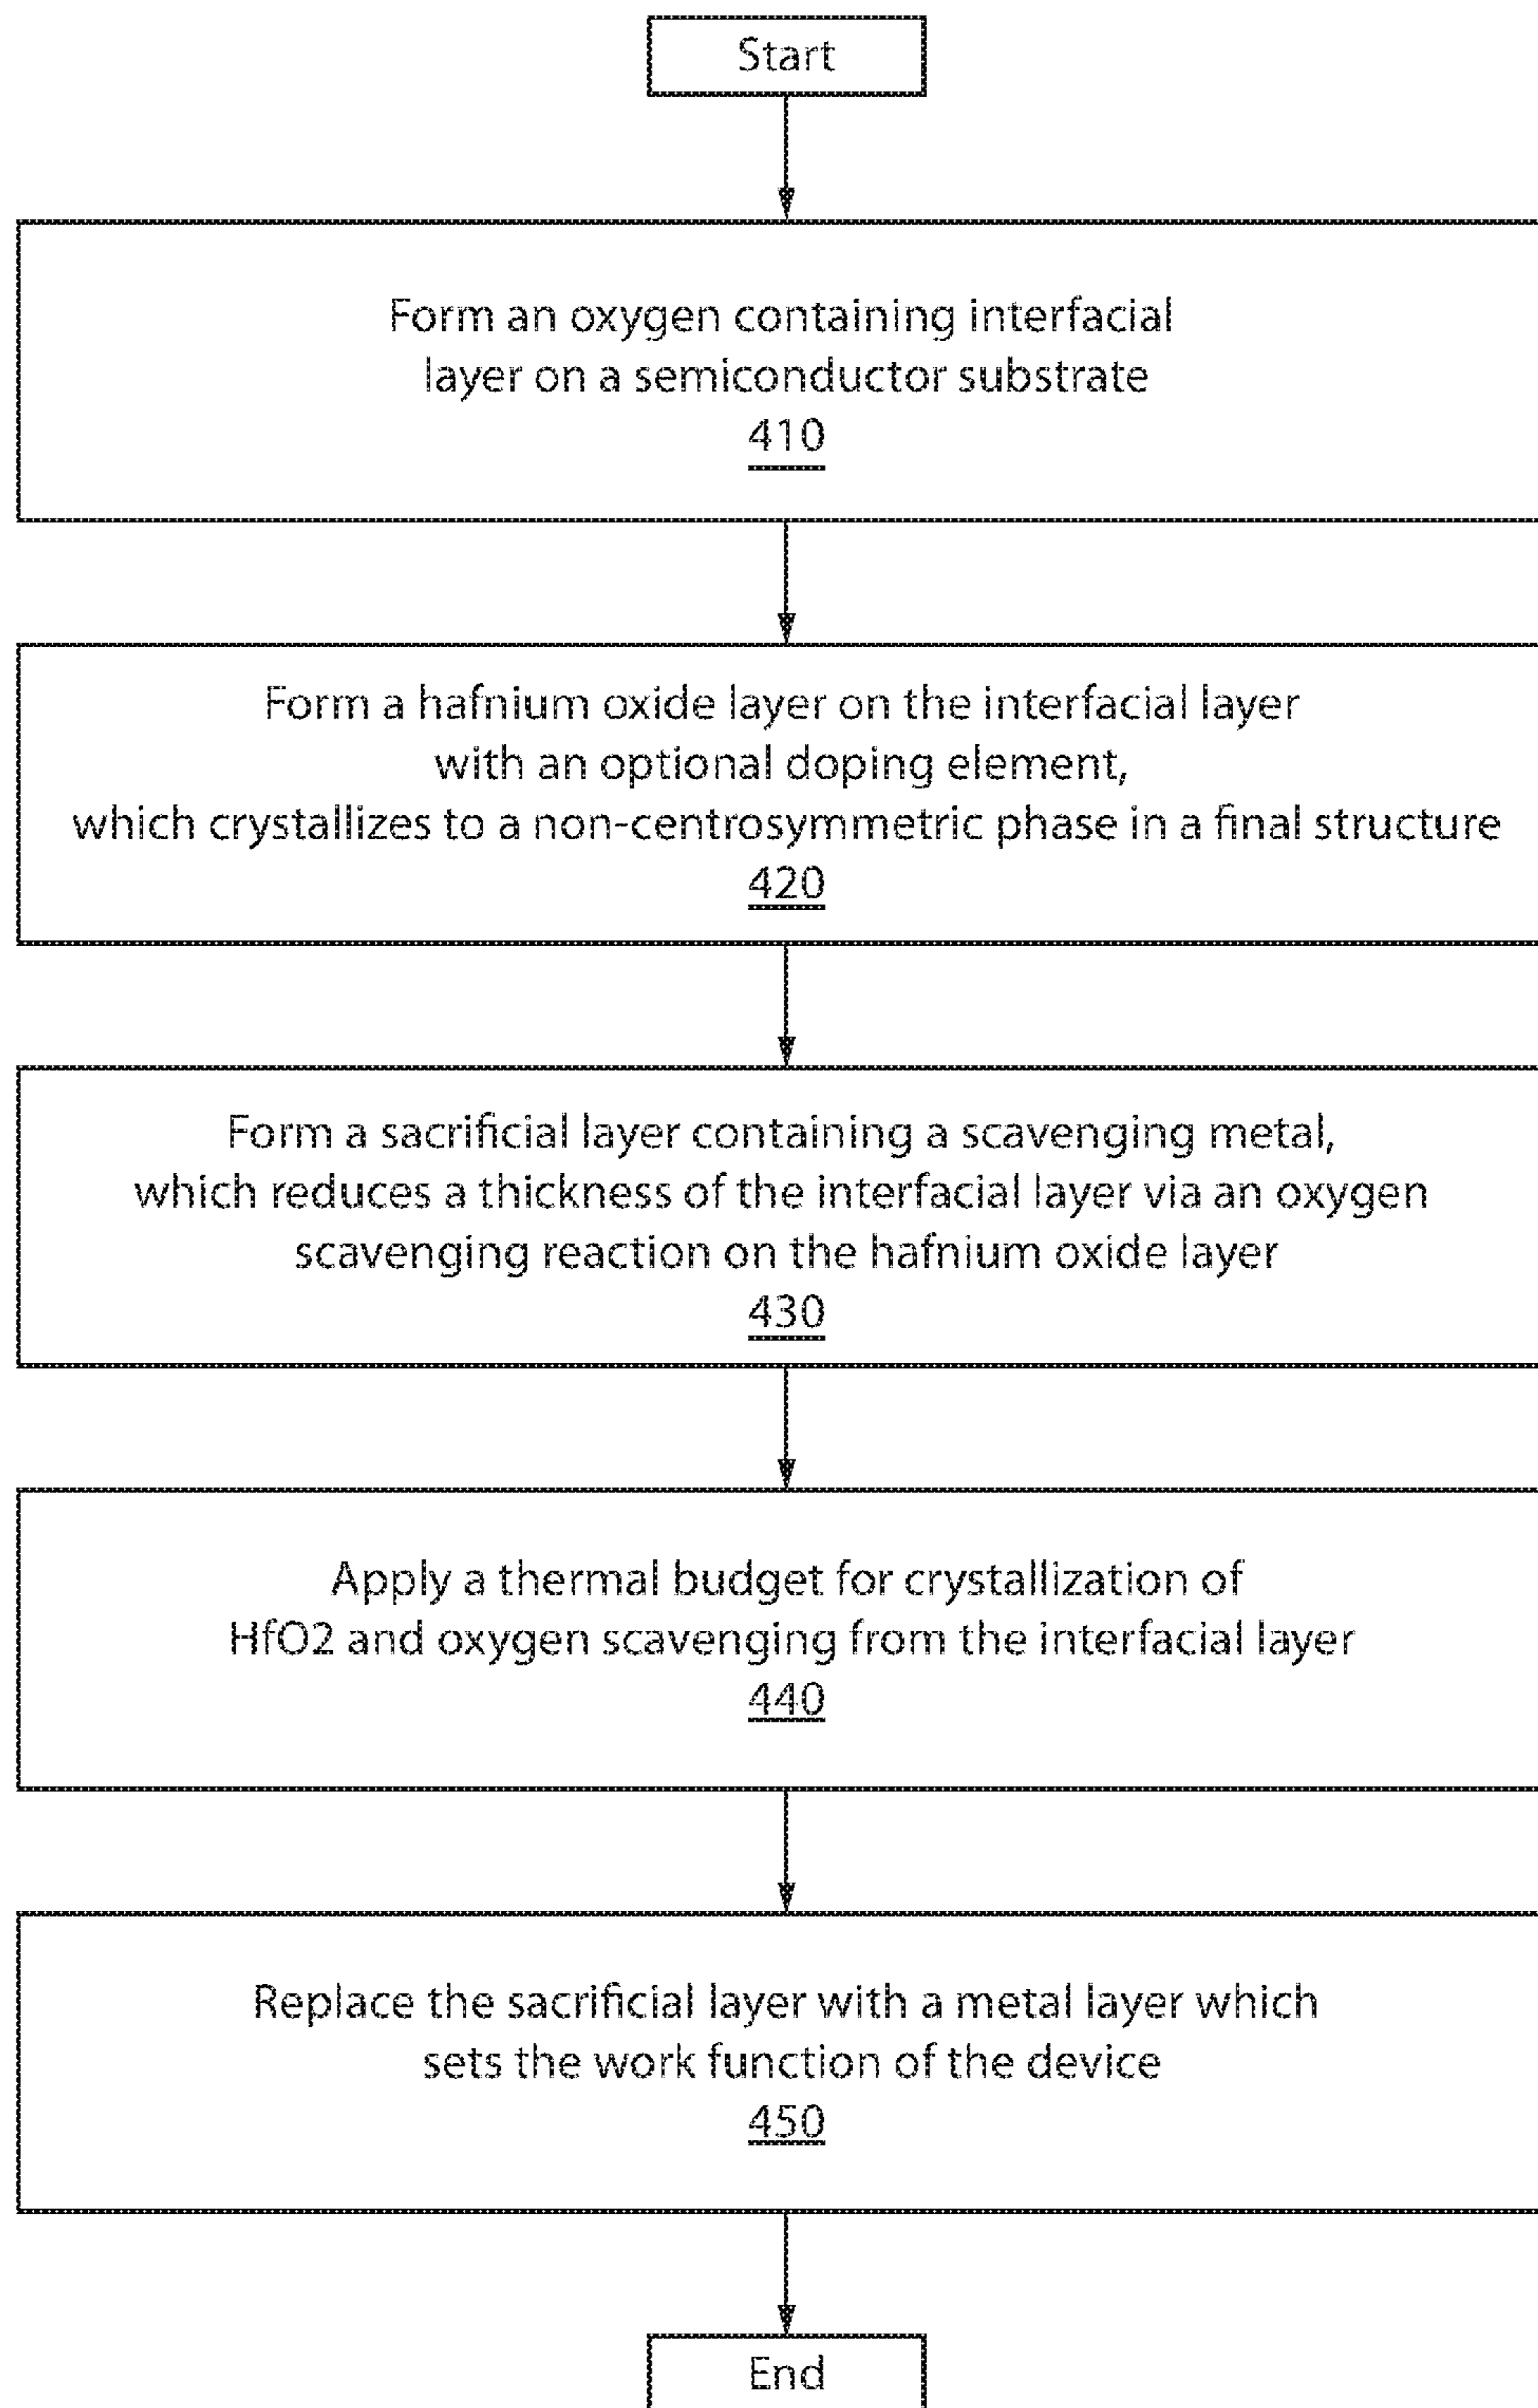 Start
Form an oxygen containing interfacial
layer on a semiconductor substrate
410
Form a hafnium oxide layer on the interfacial layer
with an optional doping element,
which crystallizes to a non-centrosymmetric phase in a final structure
420
Form a sacrificial layer containing a scavenging metal,
which reduces a thickness of the interfacial layer via an oxygen
scavenging reaction on the hafnium oxide layer
430
Apply a thermal budget for crystallization of
HfO2 and oxygen scavenging from the interfacial layer
440
Replace the sacrificial layer with a metal layer which
sets the work function of the device
450
End